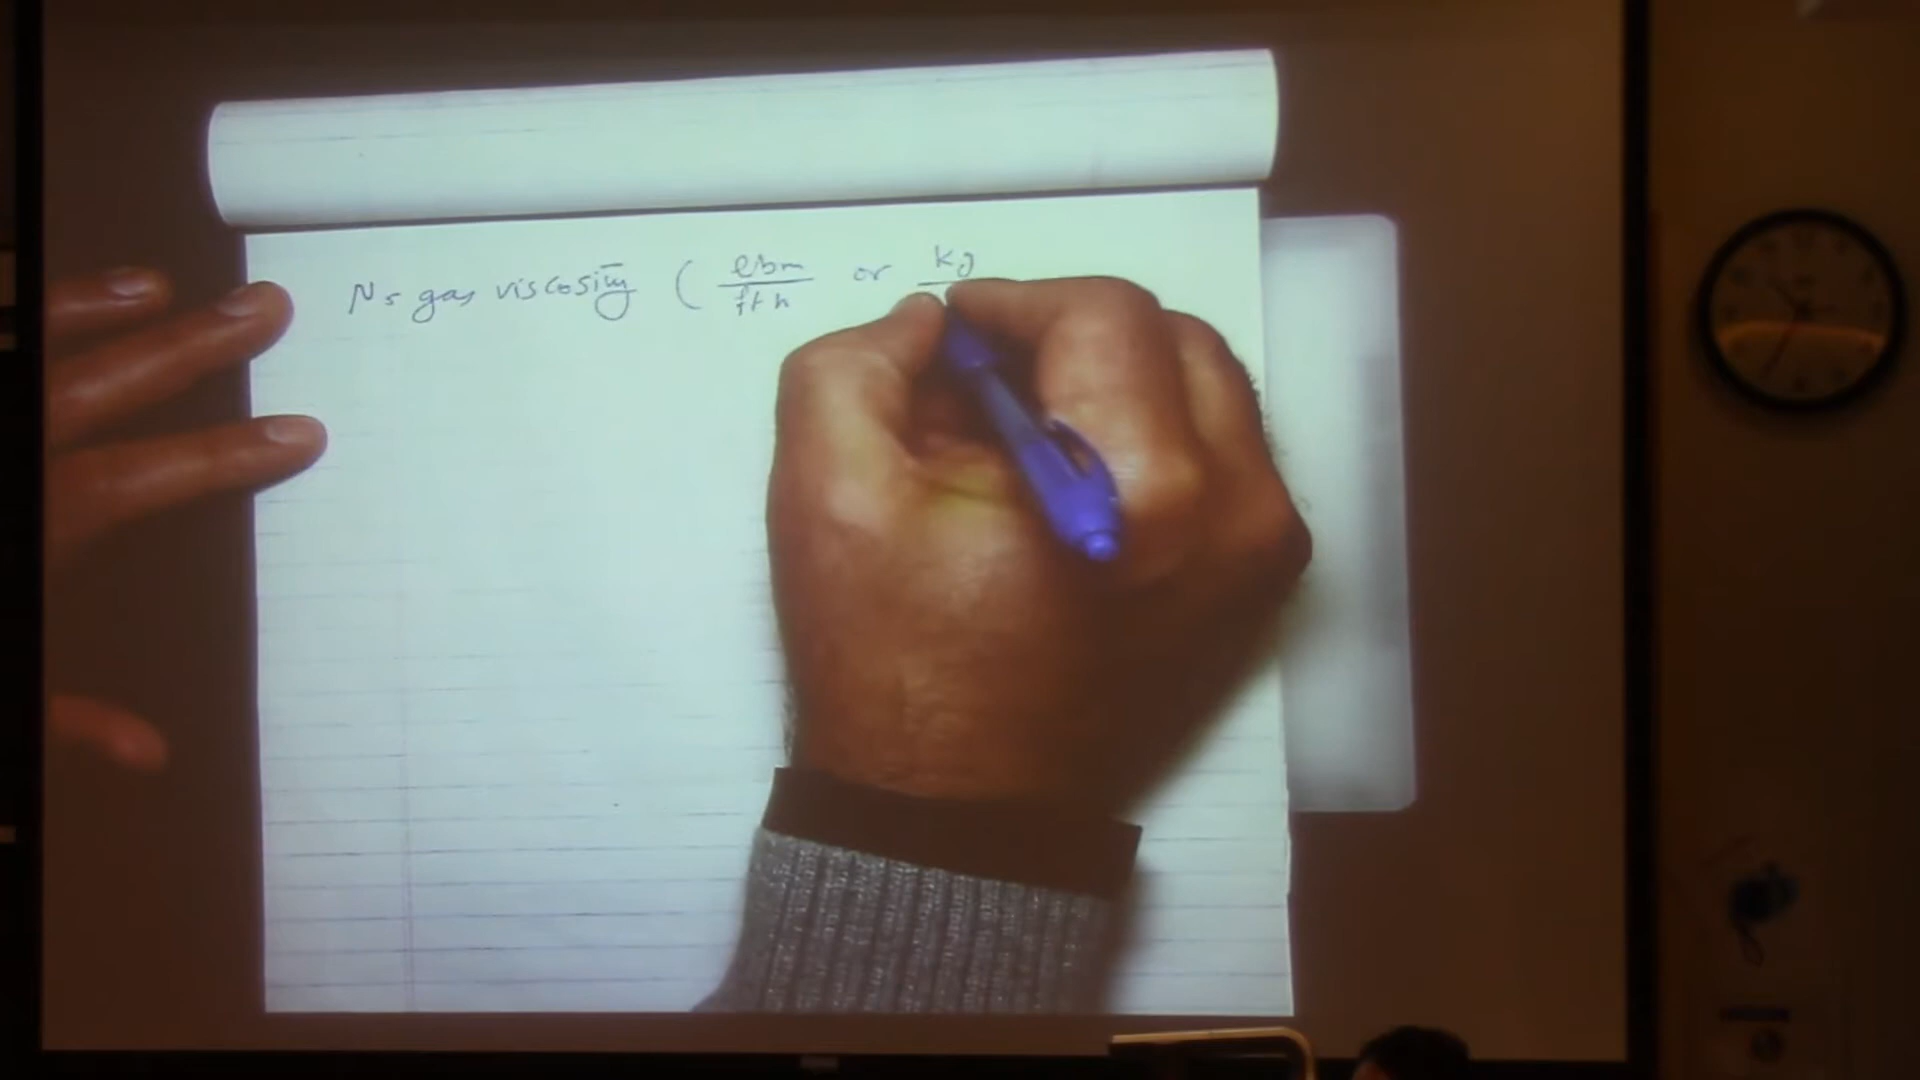 μ = gas viscosity ( lbm/ft h or kg